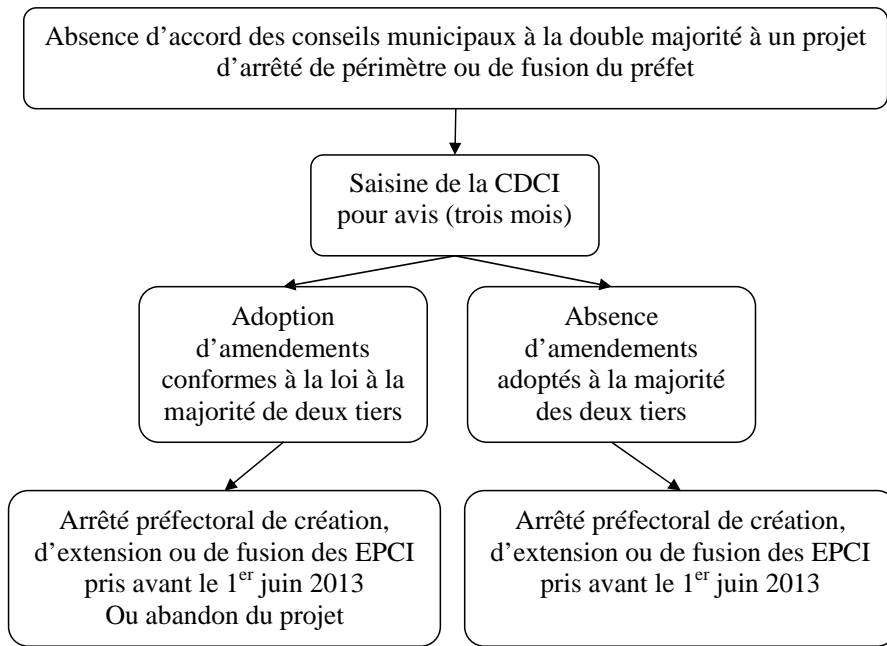 Absence d’accord des conseils municipaux à la double majorité à un projet
d’arrêté de périmètre ou de fusion du préfet
Saisine de la CDCI
pour avis (trois mois)
Adoption
d’amendements
conformes à la loi à la
majorité de deux tiers
Absence
d’amendements
adoptés à la majorité
des deux tiers
Arrêté préfectoral de création,
d’extension ou de fusion des EPCI
pris avant le 1er juin 2013
Ou abandon du projet
Arrêté préfectoral de création,
d’extension ou de fusion des EPCI
pris avant le 1er juin 2013